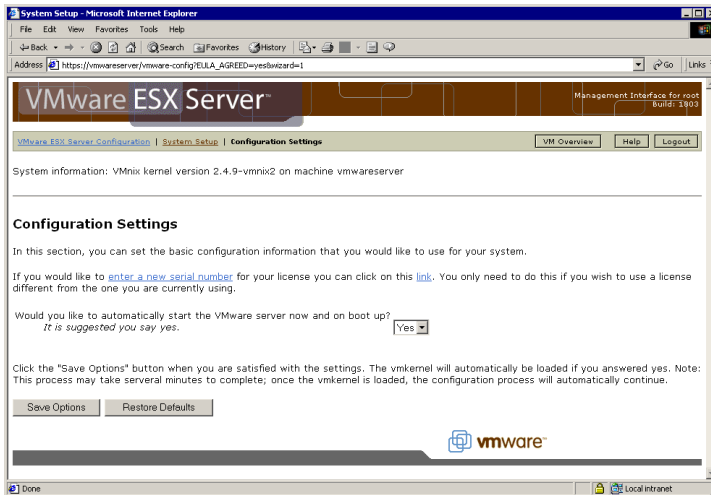 System Setup - Microsoft Internet Explorer
File Edit View Favorites Tools Help
Back Search Favorites History
Address https://vmwareserver/vmware-config?EULA_AGREED=yes&wizard=1 Go Links
VMware ESX Server™
Management Interface for root
Build: 1803
VMware ESX Server Configuration | System Setup | Configuration Settings VM Overview Help Logout
System information: VMnix kernel version 2.4.9-vmnix2 on machine vmwareserver
Configuration Settings
In this section, you can set the basic configuration information that you would like to use for your system.
If you would like to enter a new serial number for your license you can click on this link. You only need to do this if you wish to use a license
different from the one you are currently using.
Would you like to automatically start the VMware server now and on boot up?
It is suggested you say yes.
Yes
Click the "Save Options" button when you are satisfied with the settings. The vmkernel will automatically be loaded if you answered yes. Note:
This process may take serveral minutes to complete; once the vmkernel is loaded, the configuration process will automatically continue.
Save Options Restore Defaults
vmware™
Done Local intranet